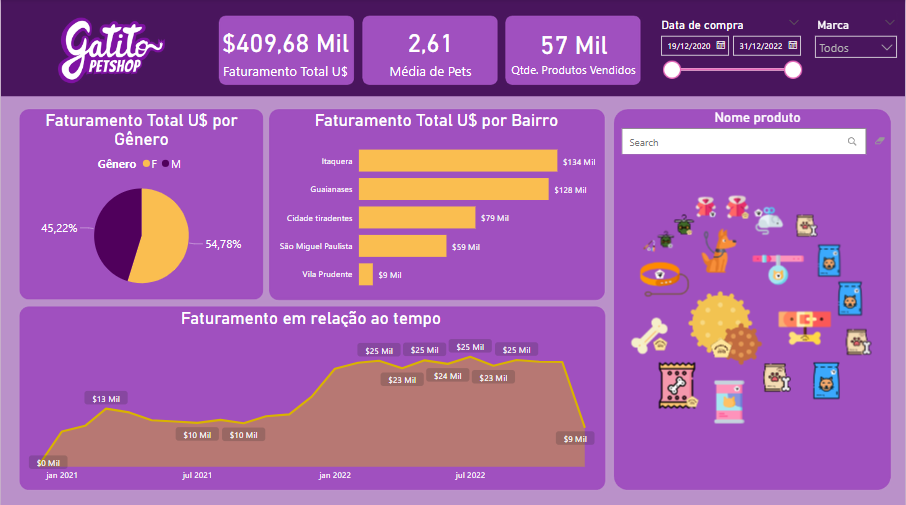 Gatito
PETSHOP
$409,68 Mil
Faturamento Total U$
2,61
Média de Pets
57 Mil
Qtde. Produtos Vendidos
Data de compra
19/12/2020
31/12/2022
Marca
Todos
Faturamento Total U$ por
Gênero
Gênero F M
45,22%
54,78%
Faturamento Total U$ por Bairro
Itaquera $134 Mil
Guaianases $128 Mil
Cidade tiradentes $79 Mil
São Miguel Paulista $59 Mil
Vila Prudente $9 Mil
Nome produto
Search
Faturamento em relação ao tempo
$0 Mil
$13 Mil
$10 Mil
$10 Mil
$25 Mil
$23 Mil
$25 Mil
$24 Mil
$25 Mil
$23 Mil
$25 Mil
$9 Mil
jan 2021
jul 2021
jan 2022
jul 2022